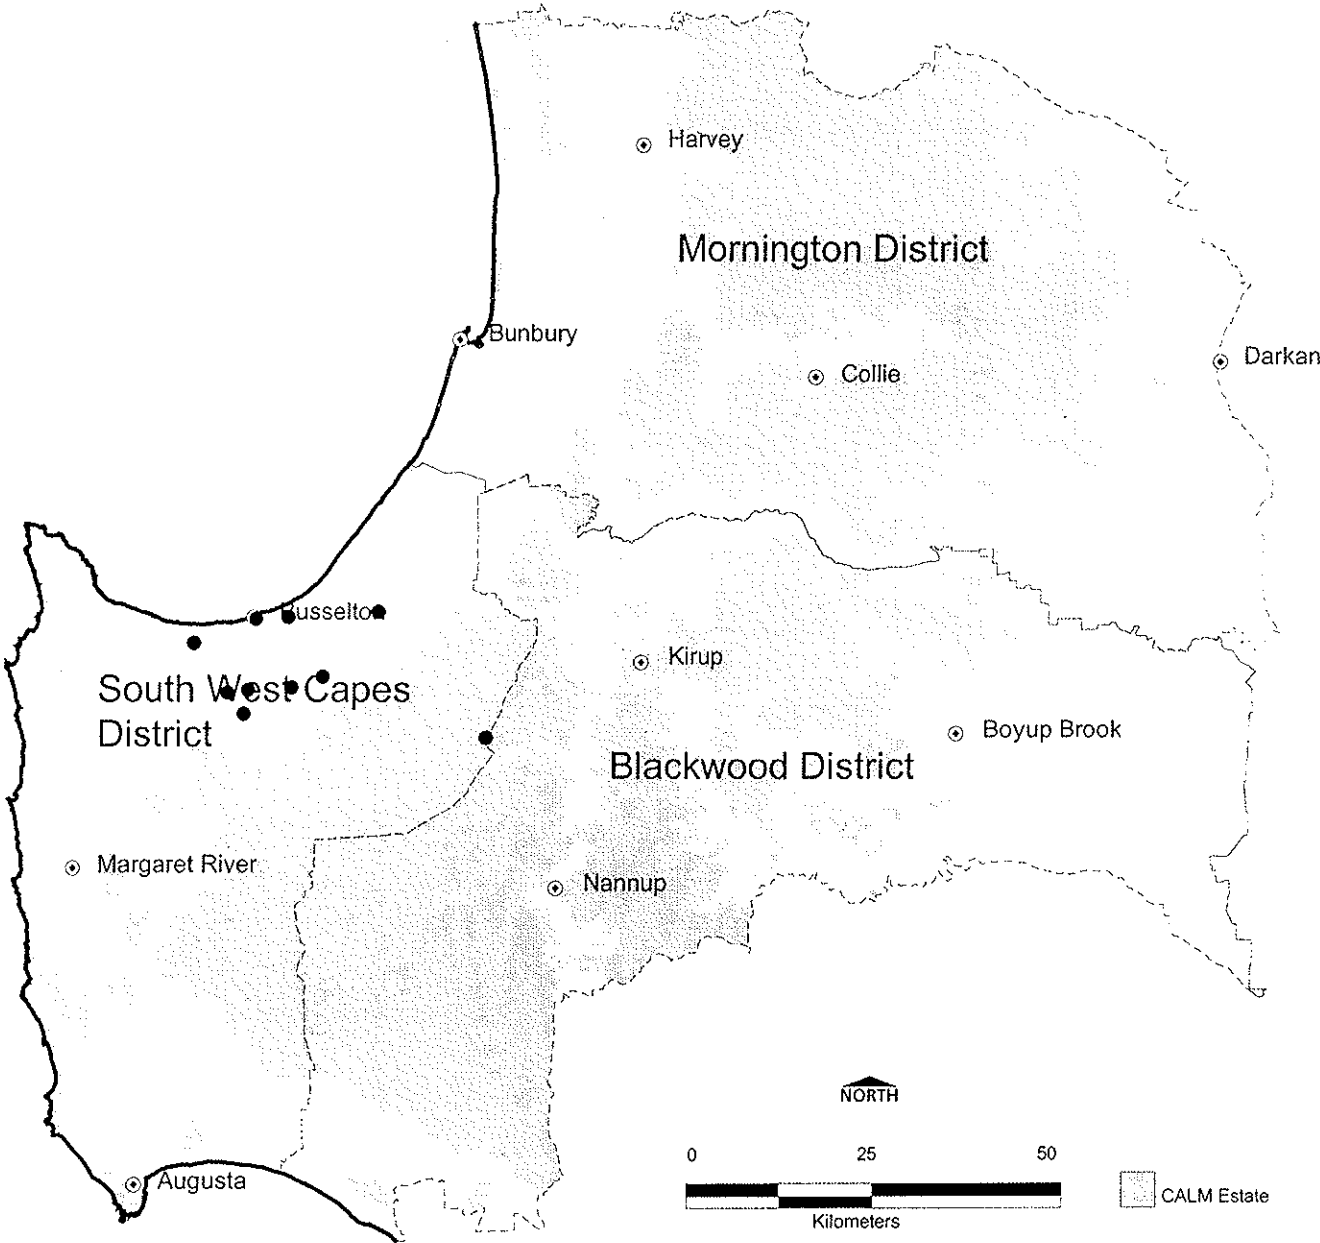 Harvey
Mornington District
Bunbury
Darkan
Collie
Busselton
Kirup
South West Capes
District
Boyup Brook
Blackwood District
Margaret River
Nannup
NORTH
0 25 50
Kilometers
Augusta
CALM Estate